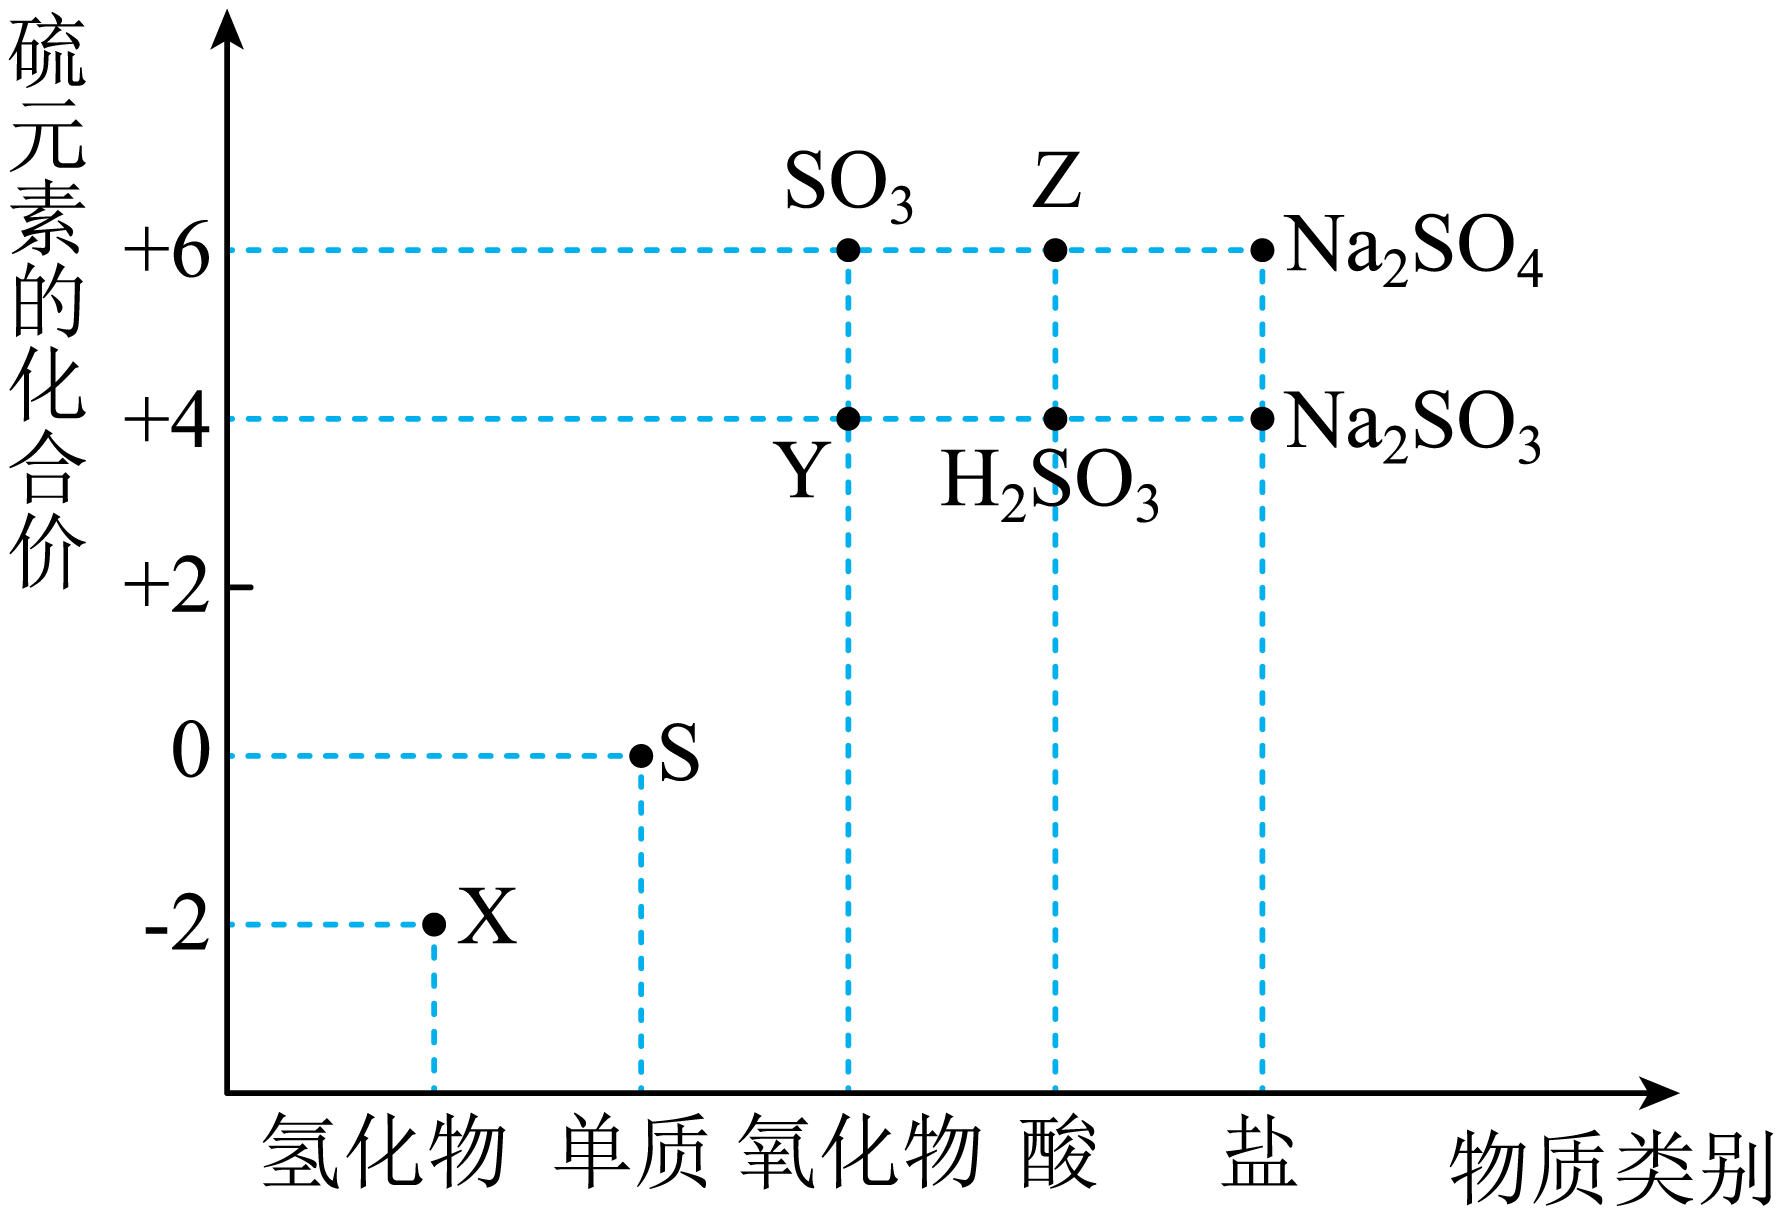 硫元素的化合价
SO₃
Z
+6
Na₂SO₄
+4
Na₂SO₃
Y
H₂SO₃
+2
0
S
-2
X
氢化物
单质
氧化物
酸
盐
物质类别